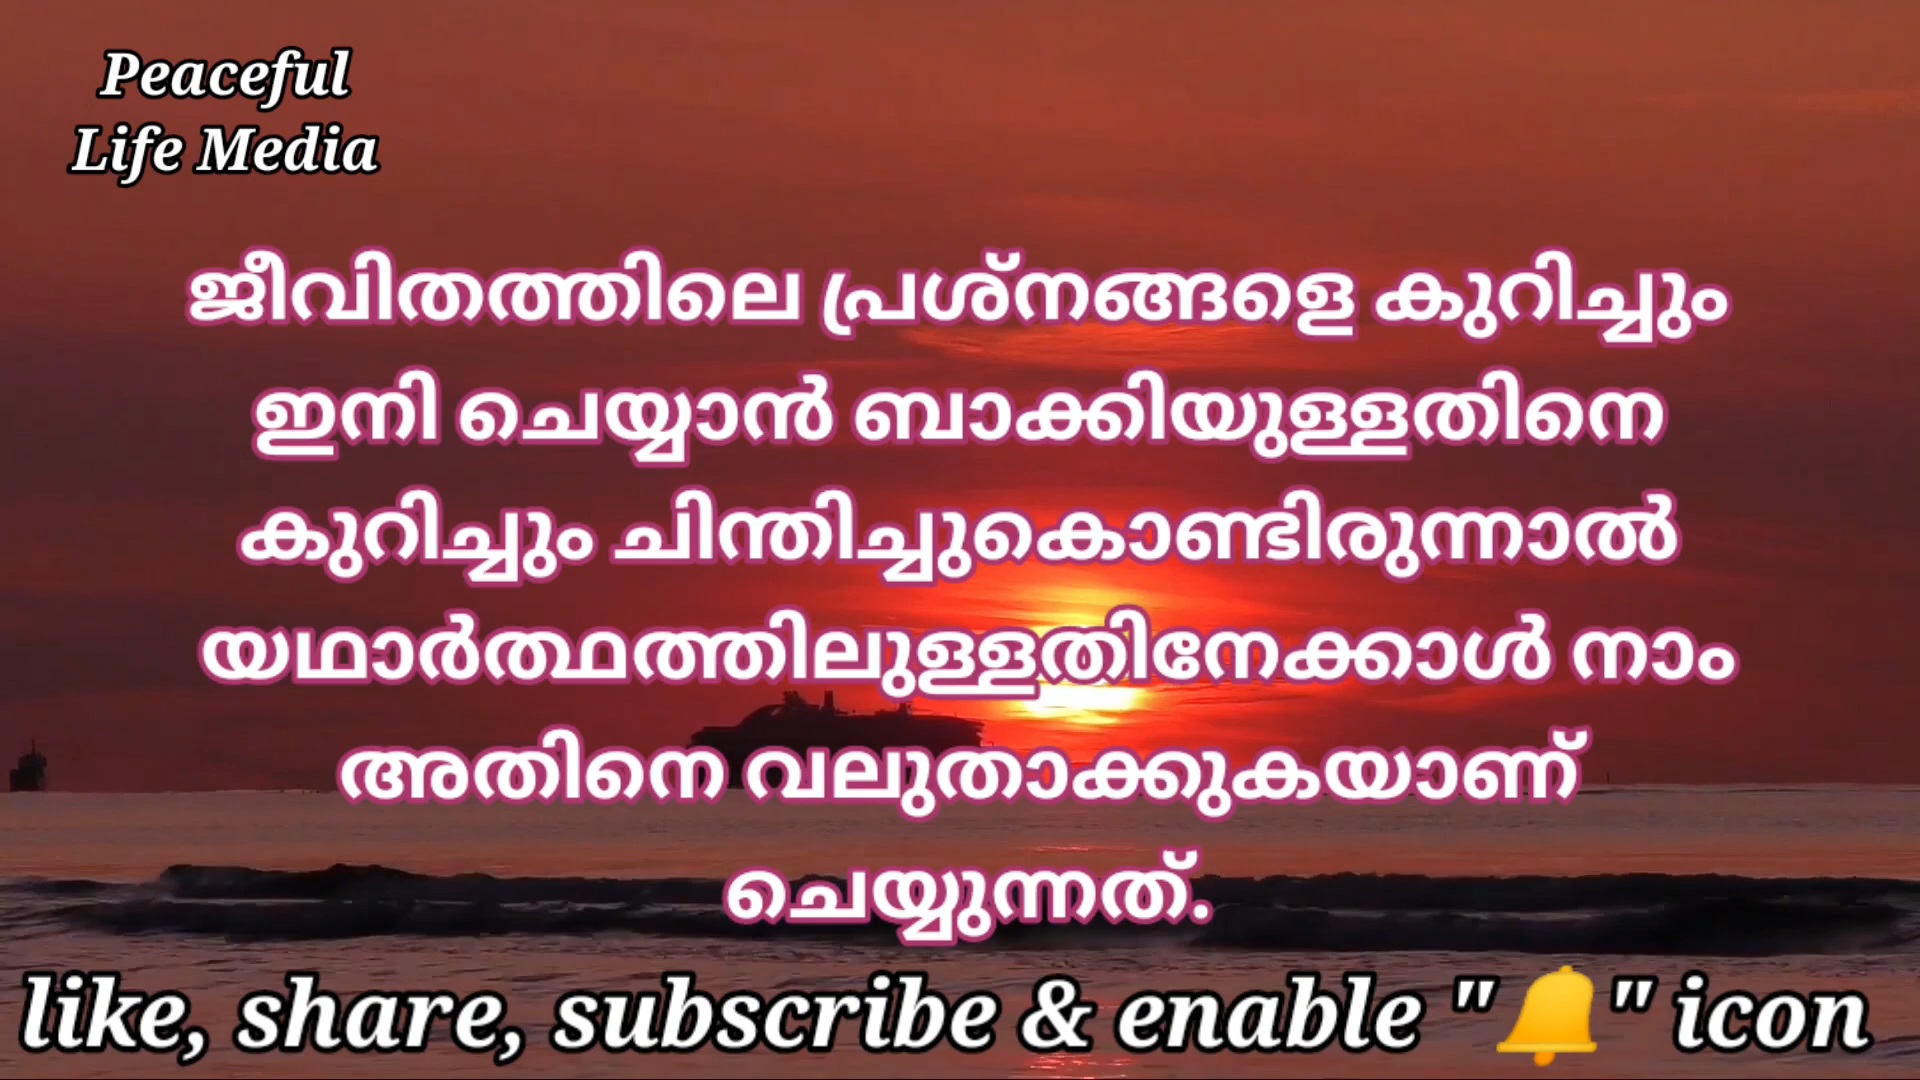 Peaceful
Life Media
ജീവിതത്തിലെ പ്രശ്നങ്ങളെ കുറിച്ചും
ഇനി ചെയ്യാൻ ബാക്കിയുള്ളതിനെ
കുറിച്ചും ചിന്തിച്ചുകൊണ്ടിരുന്നാൽ
യഥാർത്ഥത്തിലുള്ളതിനേക്കാൾ നാം
അതിനെ വലുതാക്കുകയാണ്
ചെയ്യുന്നത്.
like, share, subscribe & enable "🔔" icon